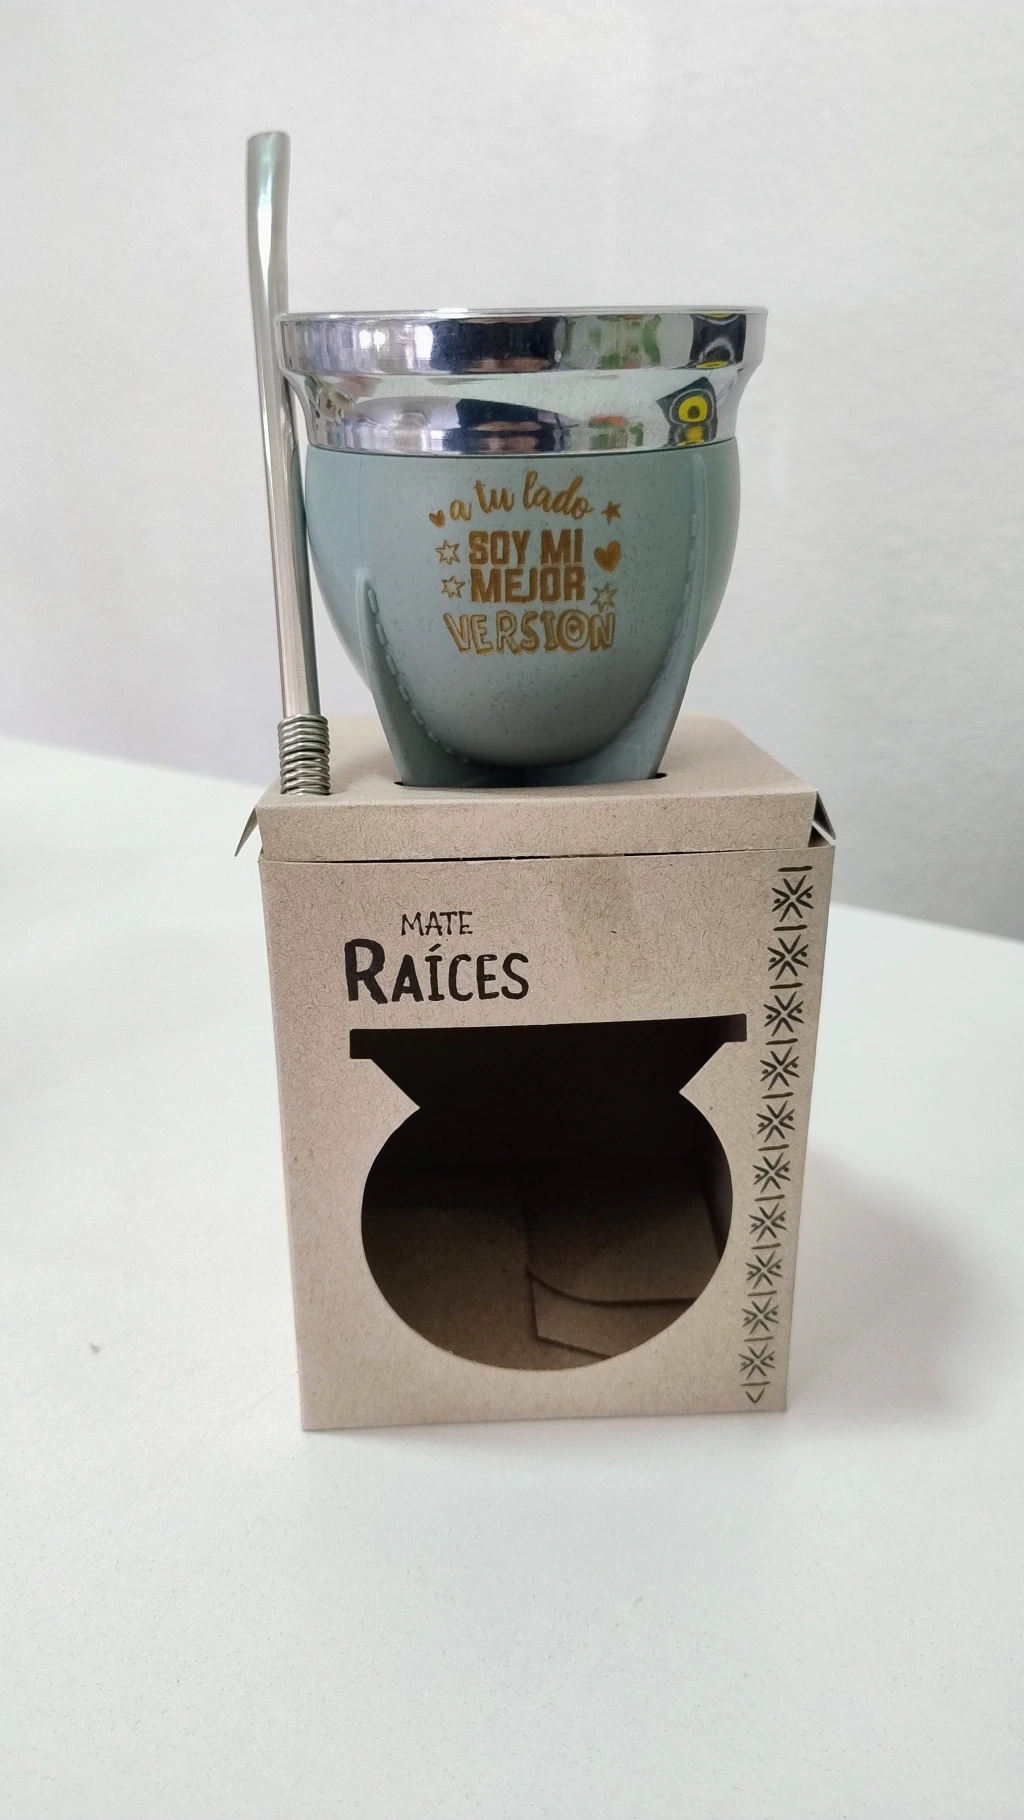 a tu lado
SOY MI
MEJOR
VERSION
MATE
RAÍCES